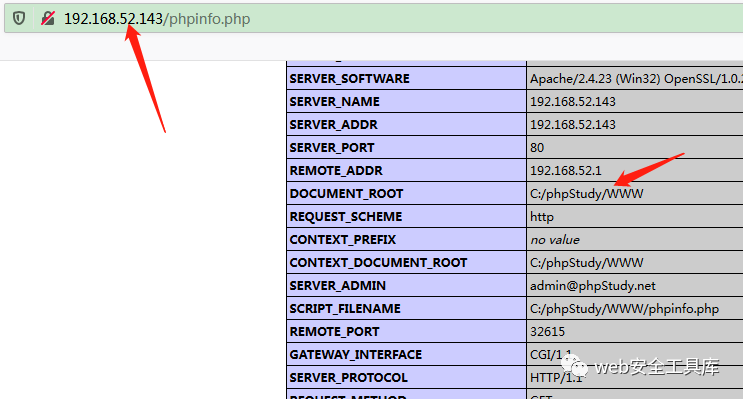 192.168.52.143/phpinfo.php
SERVER_SOFTWARE Apache/2.4.23 (Win32) OpenSSL/1.0.2
SERVER_NAME 192.168.52.143
SERVER_ADDR 192.168.52.143
SERVER_PORT 80
REMOTE_ADDR 192.168.52.1
DOCUMENT_ROOT C:/phpStudy/WWW
REQUEST_SCHEME http
CONTEXT_PREFIX no value
CONTEXT_DOCUMENT_ROOT C:/phpStudy/WWW
SERVER_ADMIN admin@phpStudy.net
SCRIPT_FILENAME C:/phpStudy/WWW/phpinfo.php
REMOTE_PORT 32615
GATEWAY_INTERFACE CGI/1.1
web安全工具库
SERVER_PROTOCOL HTTP/1.1
REQUEST_METHOD GET